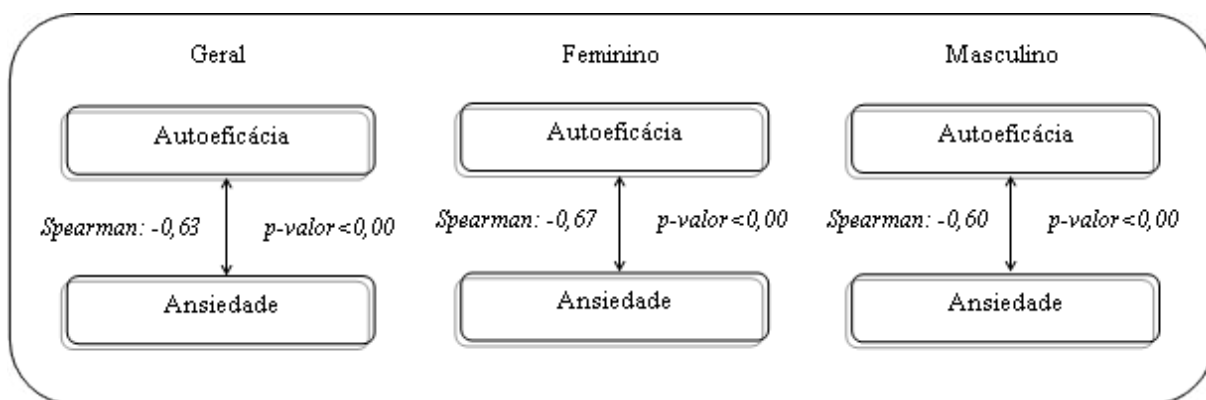 Geral
Feminino
Masculino
Autoeficácia
Autoeficácia
Autoeficácia
Spearman: -0,63 p-valor<0,00
Spearman: -0,67 p-valor<0,00
Spearman: -0,60 p-valor<0,00
Ansiedade
Ansiedade
Ansiedade